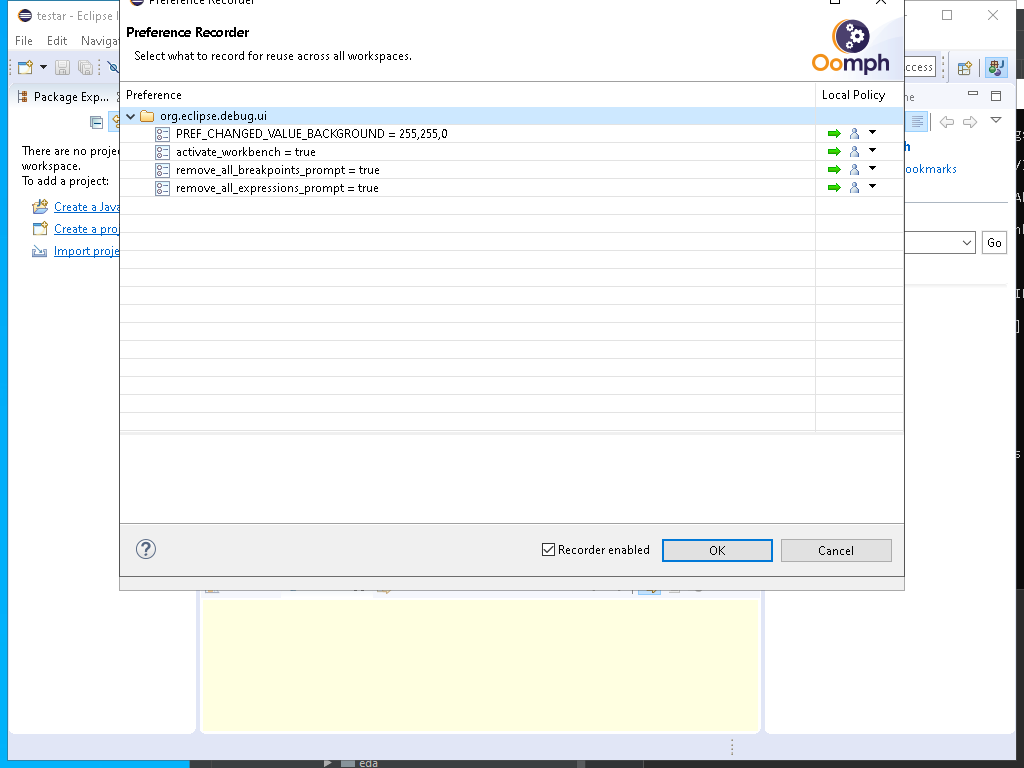 testar - Eclipse I
Preference Recorder
File Edit Navigat
Preference Recorder
Select what to record for reuse across all workspaces.
Oomph
ccess
Package Exp...
Preference
Local Policy
org.eclipse.debug.ui
PREF_CHANGED_VALUE_BACKGROUND = 255,255,0
activate_workbench = true
remove_all_breakpoints_prompt = true
remove_all_expressions_prompt = true
There are no projec
workspace.
To add a project:
Create a Java
Create a proj
Import projec
ookmarks
Go
?
Recorder enabled
OK
Cancel
eda